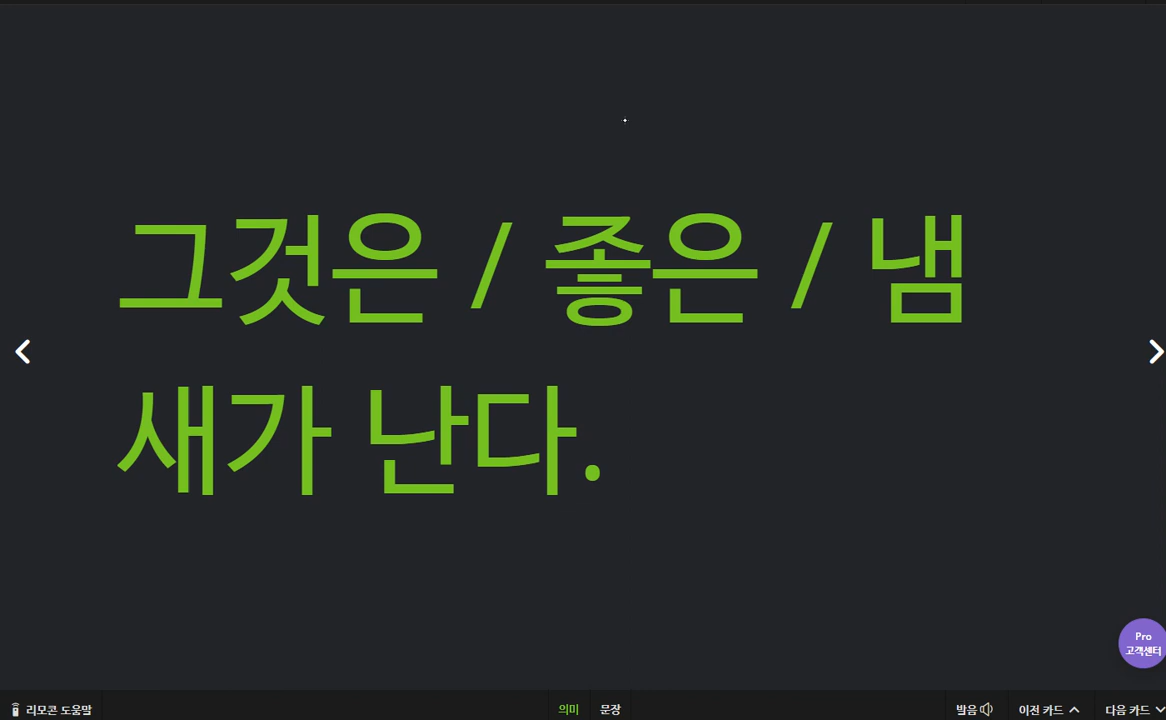 그것은 / 좋은 / 냄
새가 난다.
Pro
고객센터
리모콘 도움말
의미
문장
발음
이전 카드
다음 카드